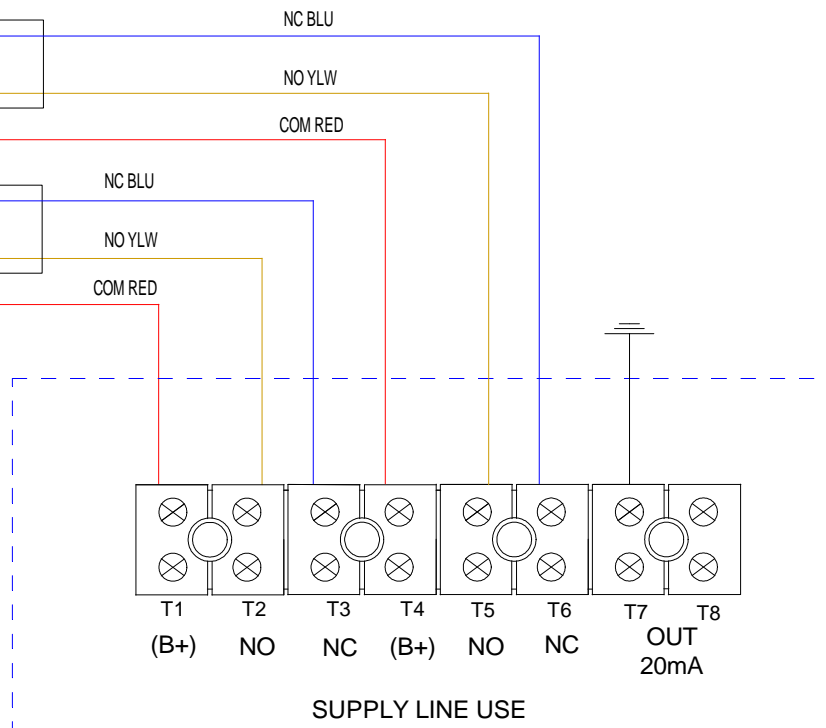 NC BLU
NO YLW
COM RED
NC BLU
NO YLW
COM RED
T1 T2 T3 T4 T5 T6 T7 T8
(B+) NO NC (B+) NO NC OUT
20mA
SUPPLY LINE USE